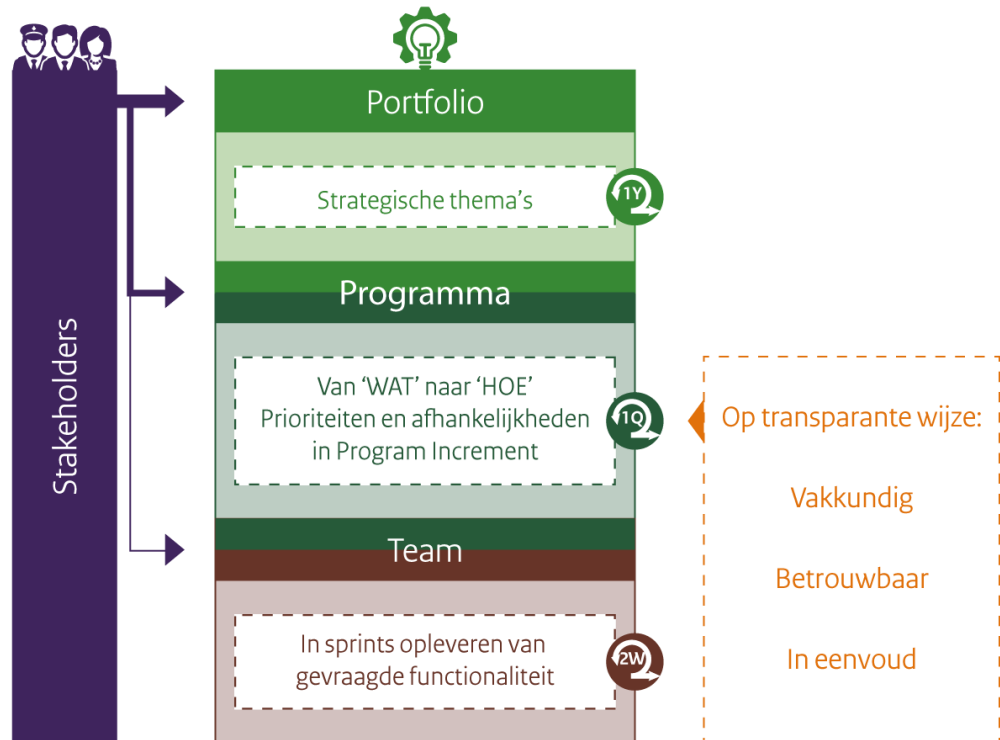 Stakeholders
Portfolio
Strategische thema’s
1Y
Programma
Van ‘WAT’ naar ‘HOE’
Prioriteiten en afhankelijkheden
in Program Increment
1Q
Team
In sprints opleveren van
gevraagde functionaliteit
2W
Op transparante wijze:
Vakkundig
Betrouwbaar
In eenvoud